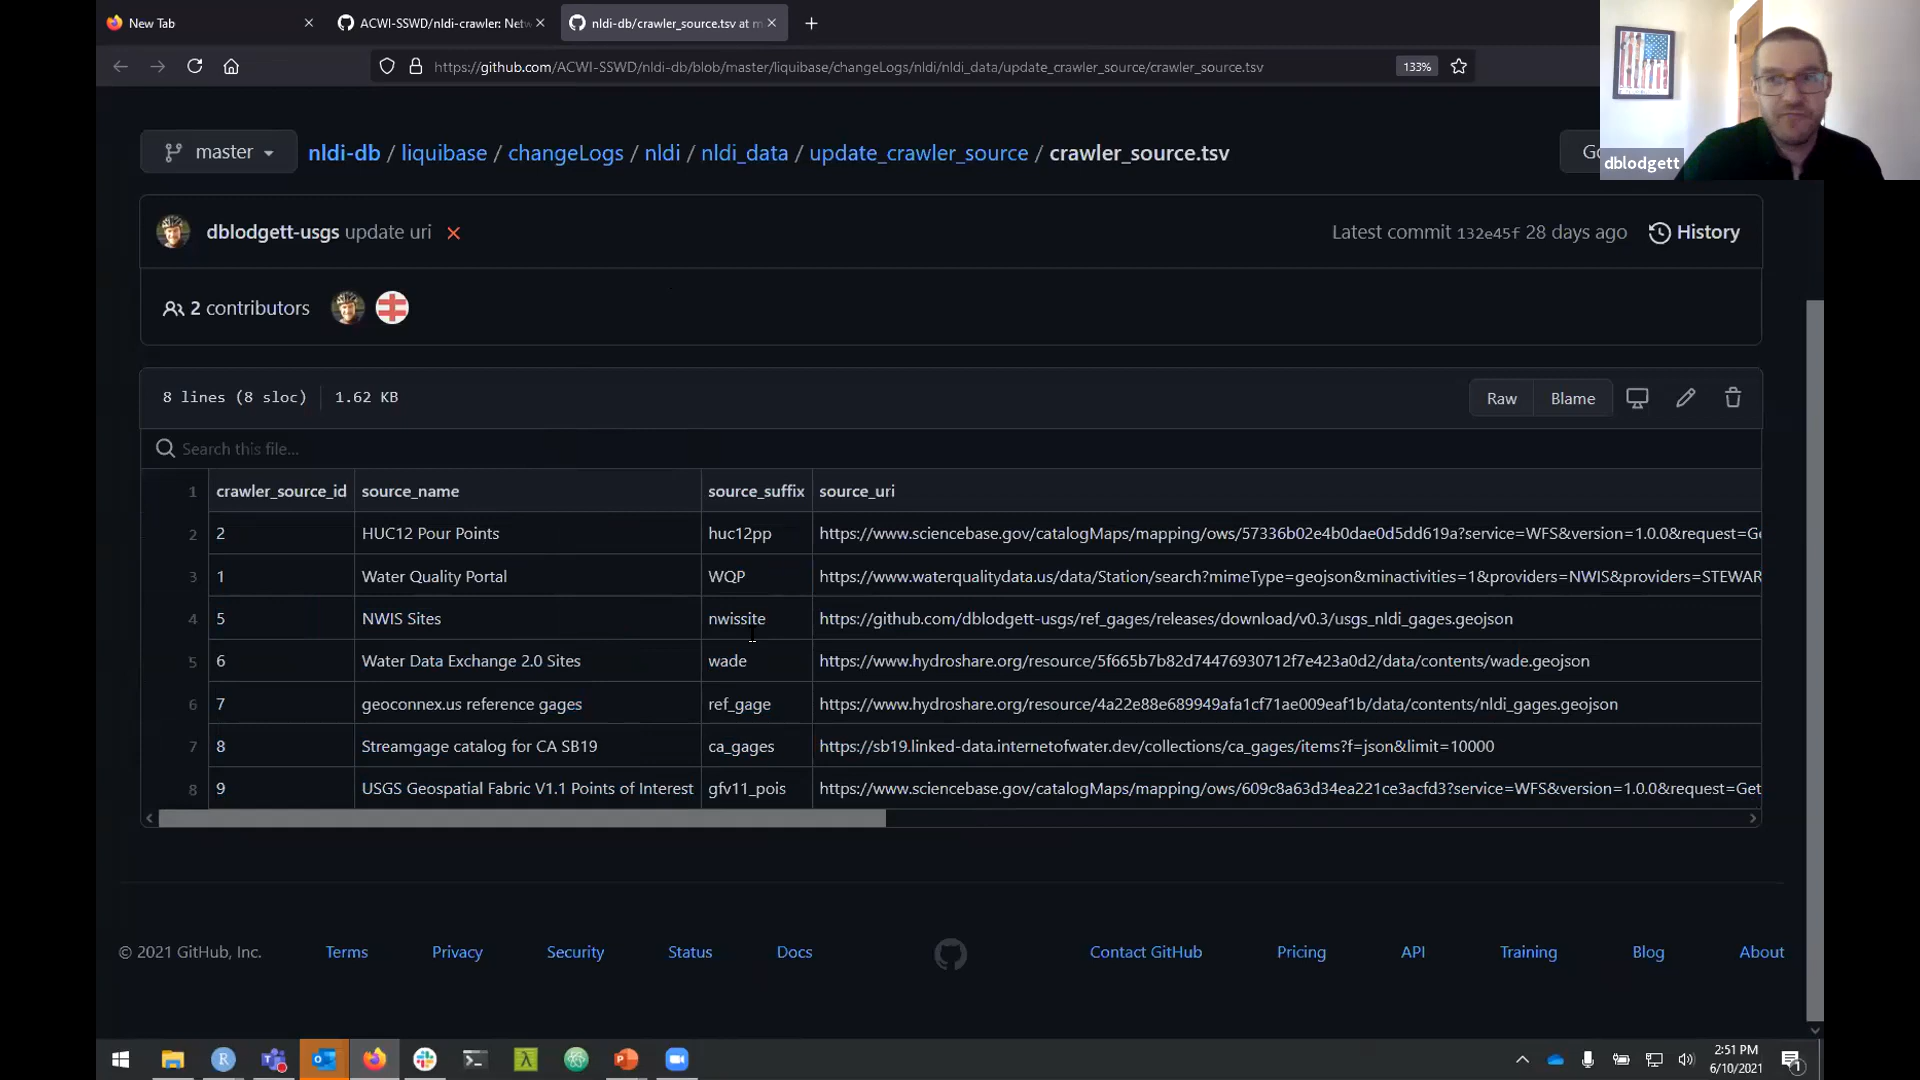 New Tab
ACWI-SSWD/nldi-crawler: Netw
nldi-db/crawler_source.tsv at m
https://github.com/ACWI-SSWD/nldi-db/blob/master/liquibase/changeLogs/nldi/nldi_data/update_crawler_source/crawler_source.tsv
133%
dblodgett
master
nldi-db / liquibase / changeLogs / nldi / nldi_data / update_crawler_source / crawler_source.tsv
dblodgett-usgs update uri
Latest commit 132e45f 28 days ago
History
2 contributors
8 lines (8 sloc) 1.62 KB
Raw Blame
Search this file...
1 crawler_source_id source_name source_suffix source_uri
2 2 HUC12 Pour Points huc12pp https://www.sciencebase.gov/catalogMaps/mapping/ows/57336b02e4b0dae0d5dd619a?service=WFS&version=1.0.0&request=Ge
3 1 Water Quality Portal WQP https://www.waterqualitydata.us/data/Station/search?mimeType=geojson&minactivities=1&providers=NWIS&providers=STEWAR
4 5 NWIS Sites nwissite https://github.com/dblodgett-usgs/ref_gages/releases/download/v0.3/usgs_nldi_gages.geojson
5 6 Water Data Exchange 2.0 Sites wade https://www.hydroshare.org/resource/5f665b7b82d74476930712f7e423a0d2/data/contents/wade.geojson
6 7 geoconnex.us reference gages ref_gage https://www.hydroshare.org/resource/4a22e88e689949afa1cf71ae009eaf1b/data/contents/nldi_gages.geojson
7 8 Streamgage catalog for CA SB19 ca_gages https://sb19.linked-data.internetofwater.dev/collections/ca_gages/items?f=json&limit=10000
8 9 USGS Geospatial Fabric V1.1 Points of Interest gfv11_pois https://www.sciencebase.gov/catalogMaps/mapping/ows/609c8a63d34ea221ce3acfd3?service=WFS&version=1.0.0&request=Get
© 2021 GitHub, Inc. Terms Privacy Security Status Docs Contact GitHub Pricing API Training Blog About
2:51 PM
6/10/2021